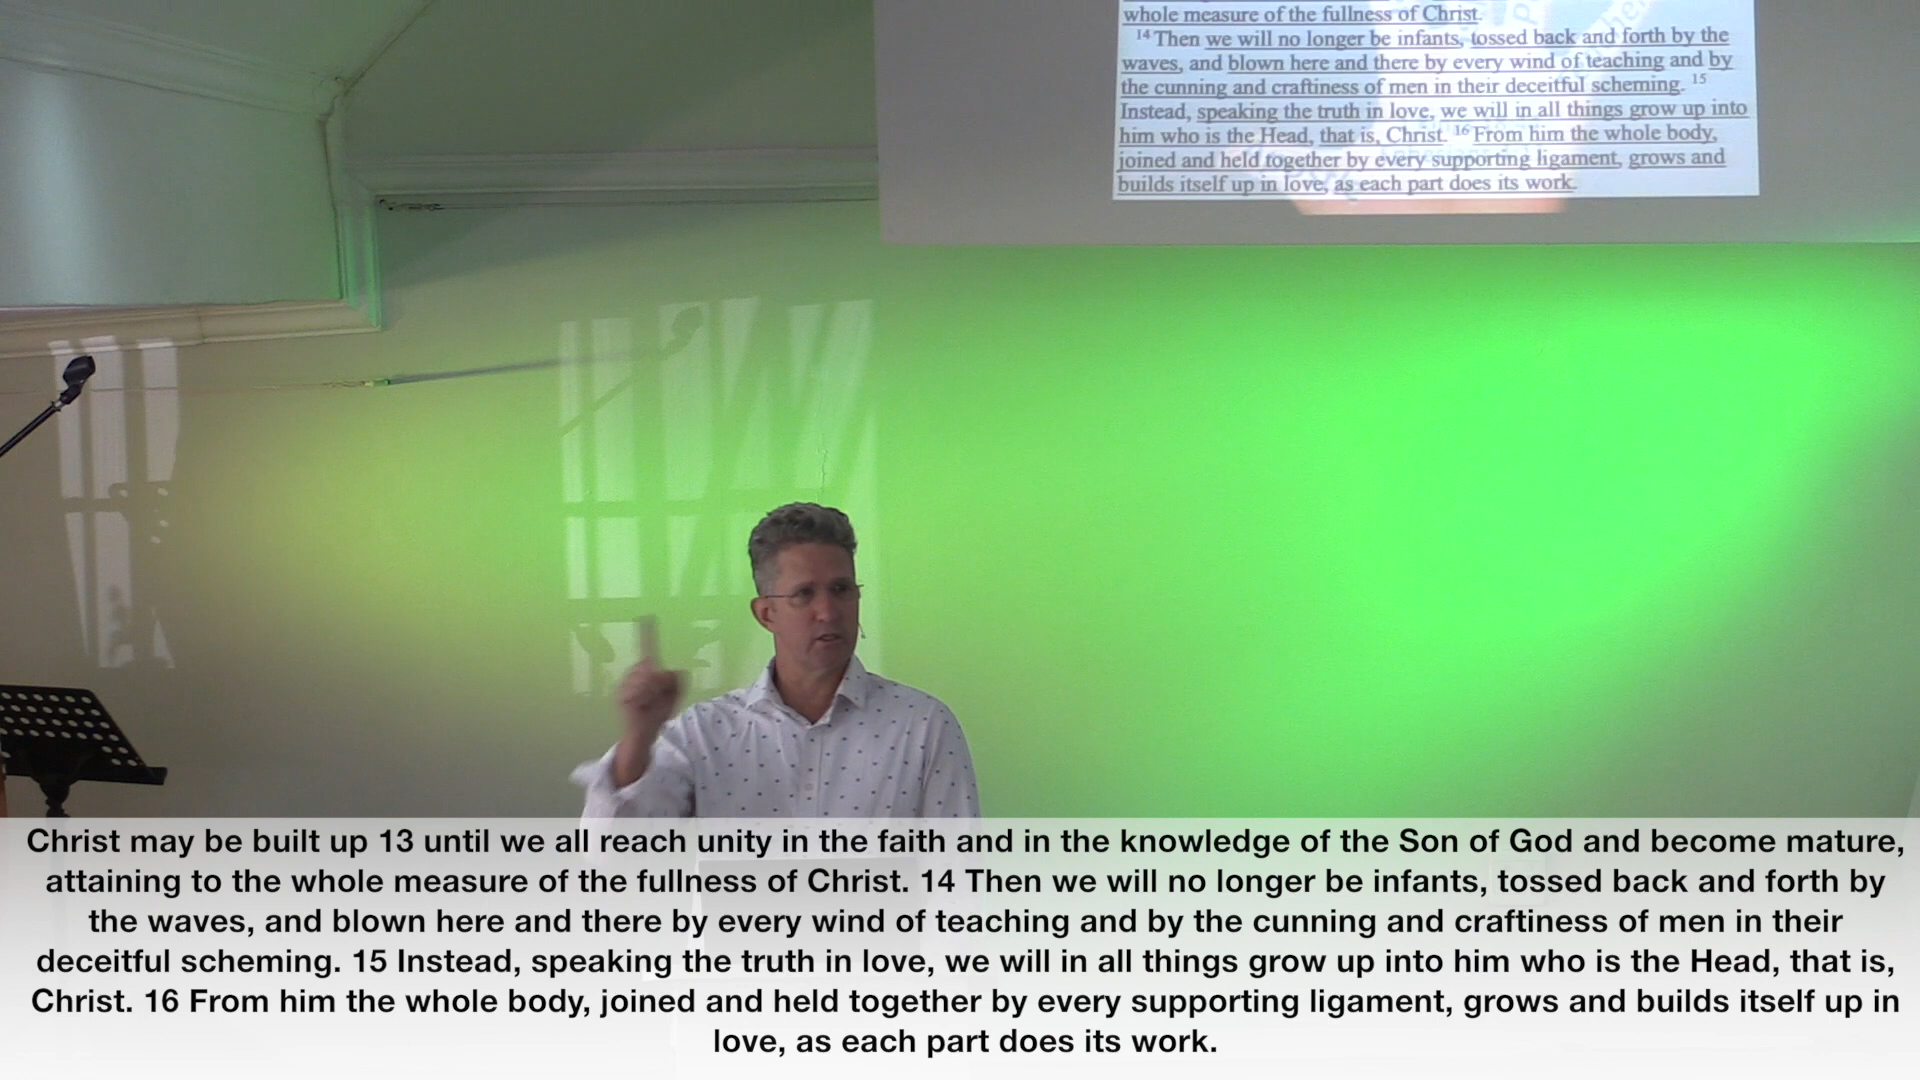 whole measure of the fullness of Christ.
14 Then we will no longer be infants, tossed back and forth by the
waves, and blown here and there by every wind of teaching and by
the cunning and craftiness of men in their deceitful scheming. 15
Instead, speaking the truth in love, we will in all things grow up into
him who is the Head, that is, Christ. 16 From him the whole body,
joined and held together by every supporting ligament, grows and
builds itself up in love, as each part does its work.
Christ may be built up 13 until we all reach unity in the faith and in the knowledge of the Son of God and become mature,
attaining to the whole measure of the fullness of Christ. 14 Then we will no longer be infants, tossed back and forth by
the waves, and blown here and there by every wind of teaching and by the cunning and craftiness of men in their
deceitful scheming. 15 Instead, speaking the truth in love, we will in all things grow up into him who is the Head, that is,
Christ. 16 From him the whole body, joined and held together by every supporting ligament, grows and builds itself up in
love, as each part does its work.